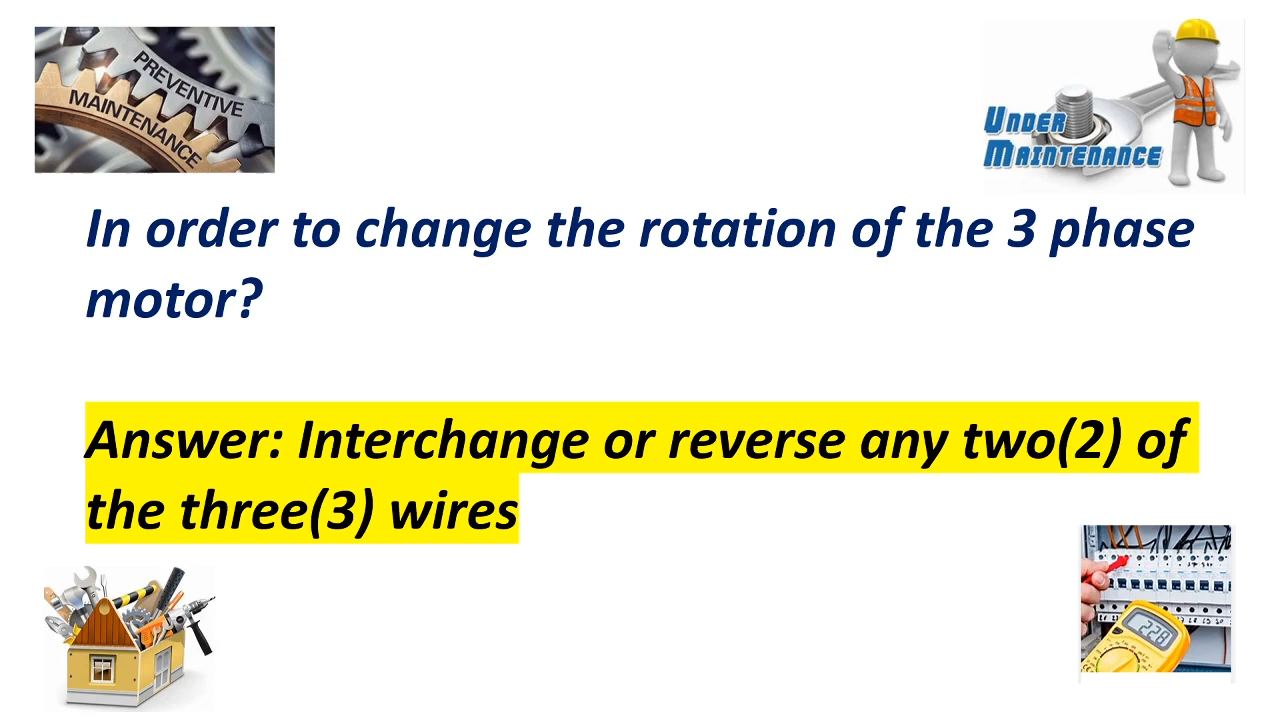 PREVENTIVE
MAINTENANCE
UNDER
MAINTENANCE
In order to change the rotation of the 3 phase
motor?
Answer: Interchange or reverse any two(2) of
the three(3) wires
228